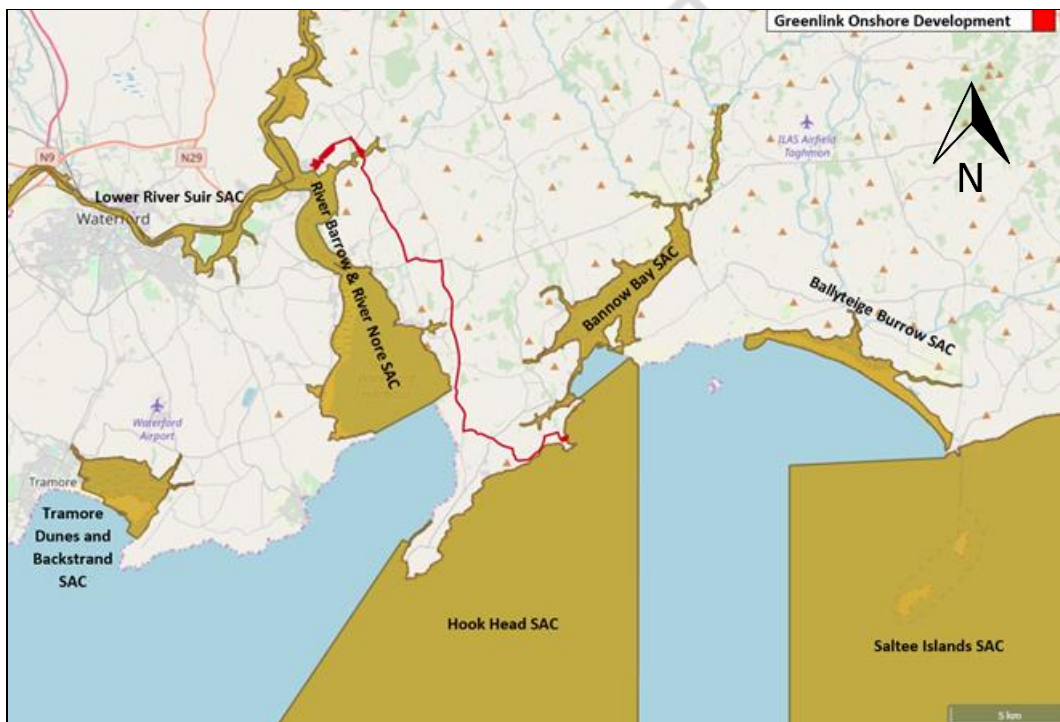 Greenlink Onshore Development
N9
N29
ILAS Airfield
Taghmon
N
Lower River Suir SAC
Waterford
River Barrow & River Nore SAC
Bannow Bay SAC
Ballyteige Burrow SAC
Waterford
Airport
Tramore
Tramore
Dunes and
Backstrand
SAC
Hook Head SAC
Saltee Islands SAC
5 km